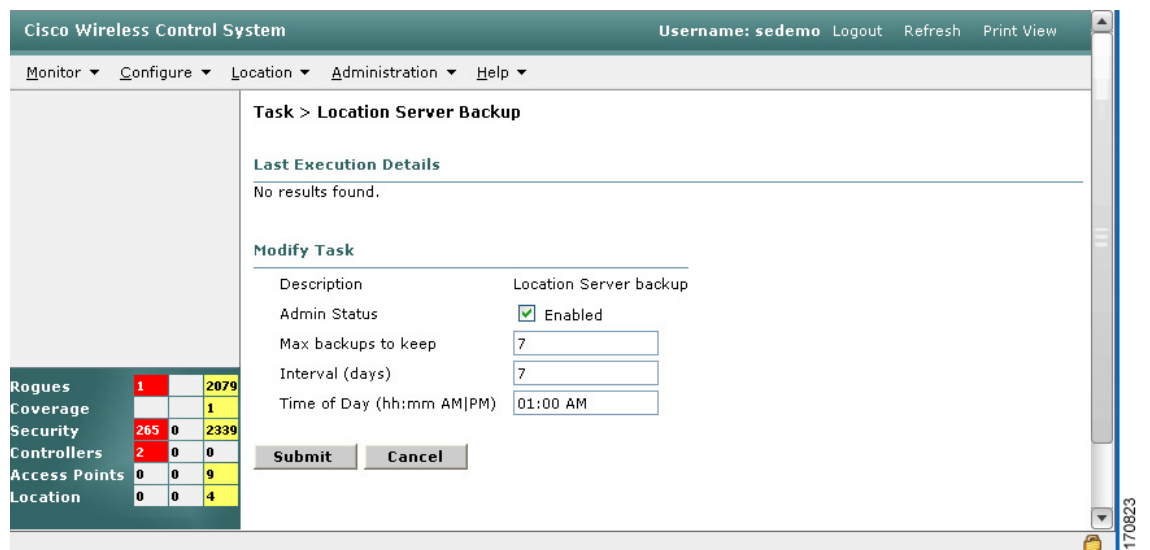 Cisco Wireless Control System Username: sedemo Logout Refresh Print View
Monitor Configure Location Administration Help
Task > Location Server Backup
Last Execution Details
No results found.
Modify Task
Description Location Server backup
Admin Status Enabled
Max backups to keep 7
Interval (days) 7
Time of Day (hh:mm AM|PM) 01:00 AM
Submit Cancel
Rogues 1 2079
Coverage 1
Security 265 0 2339
Controllers 2 0 0
Access Points 0 0 9
Location 0 0 4
170823